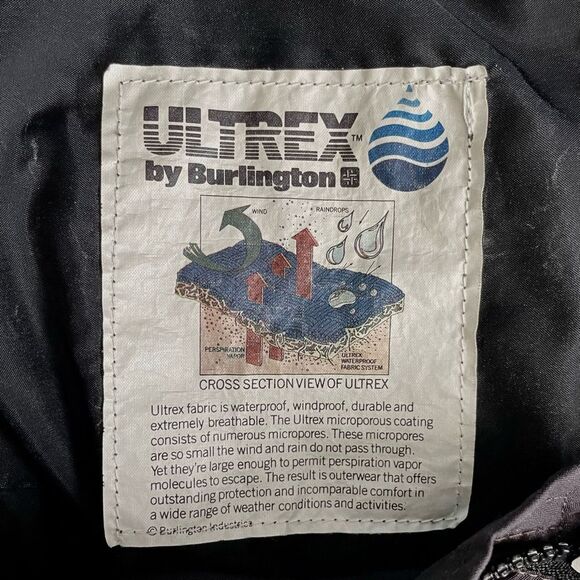 ULTREX™
by Burlington
WIND
RAINDROPS
PERSPIRATION
VAPOR
ULTREX
WATERPROOF
FABRIC SYSTEM
CROSS SECTION VIEW OF ULTREX
Ultrex fabric is waterproof, windproof, durable and
extremely breathable. The Ultrex microporous coating
consists of numerous micropores. These micropores
are so small the wind and rain do not pass through.
Yet they're large enough to permit perspiration vapor
molecules to escape. The result is outerwear that offers
outstanding protection and incomparable comfort in
a wide range of weather conditions and activities.
© Burlington Industries